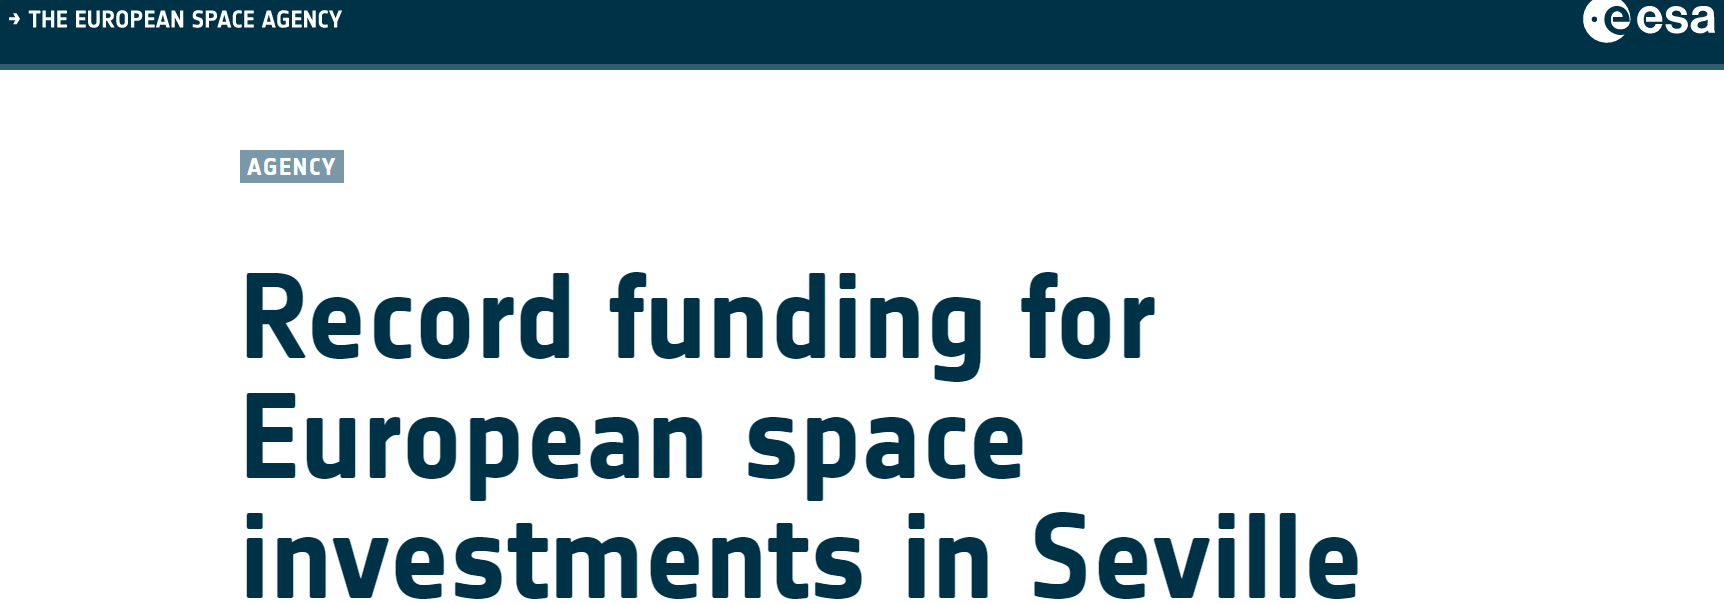 → THE EUROPEAN SPACE AGENCY
esa
AGENCY
Record funding for
European space
investments in Seville